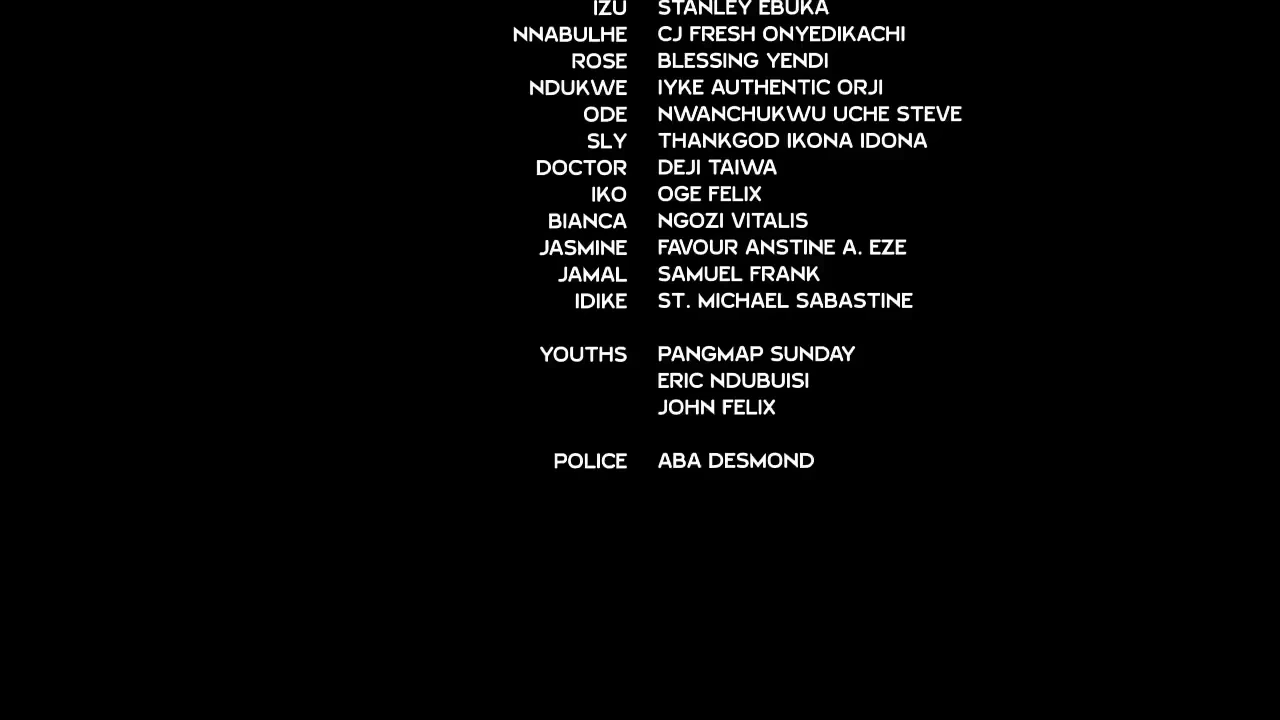 IZU STANLEY EBUKA
NNABULHE CJ FRESH ONYEDIKACHI
ROSE BLESSING YENDI
NDUKWE IYKE AUTHENTIC ORJI
ODE NWANCHUKWU UCHE STEVE
SLY THANKGOD IKONA IDONA
DOCTOR DEJI TAIWA
IKO OGE FELIX
BIANCA NGOZI VITALIS
JASMINE FAVOUR ANSTINE A. EZE
JAMAL SAMUEL FRANK
IDIKE ST. MICHAEL SABASTINE
YOUTHS PANGMAP SUNDAY
ERIC NDUBUISI
JOHN FELIX
POLICE ABA DESMOND